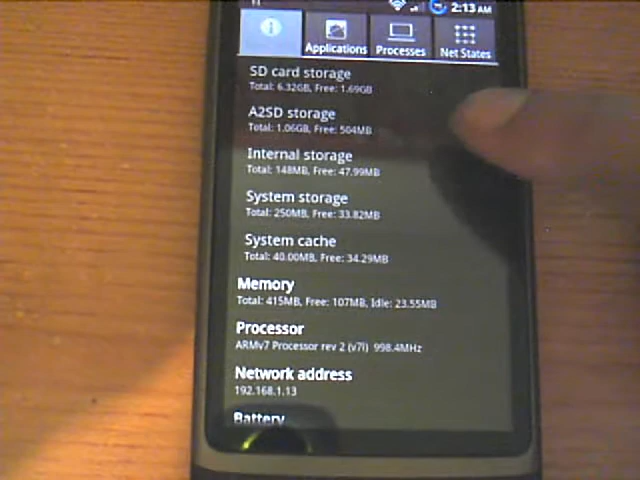 2:13 AM
Applications Processes Net States
SD card storage
Total: 6.32GB, Free: 1.69GB
A2SD storage
Total: 1.06GB, Free: 504MB
Internal storage
Total: 148MB, Free: 47.99MB
System storage
Total: 250MB, Free: 33.82MB
System cache
Total: 40.00MB, Free: 34.29MB
Memory
Total: 415MB, Free: 107MB, Idle: 23.55MB
Processor
ARMv7 Processor rev 2 (v7l) 998.4MHz
Network address
192.168.1.13
Battery